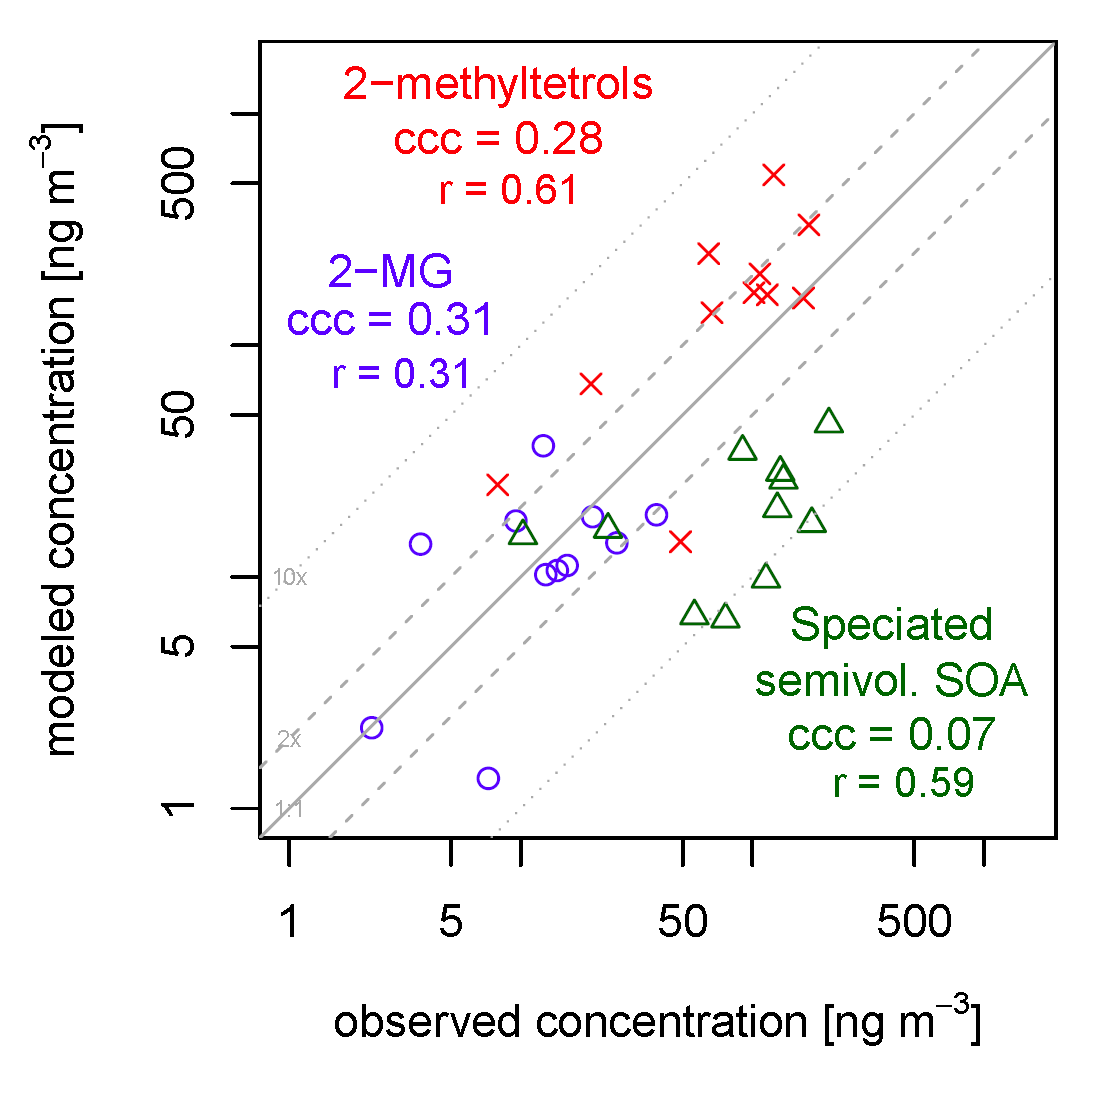 2−methyltetrols
ccc = 0.28
r = 0.61
2−MG
ccc = 0.31
r = 0.31
Speciated
semivol. SOA
ccc = 0.07
r = 0.59
10x
2x
1:1
modeled concentration [ng m⁻³]
500
50
5
1
1
5
50
500
observed concentration [ng m⁻³]